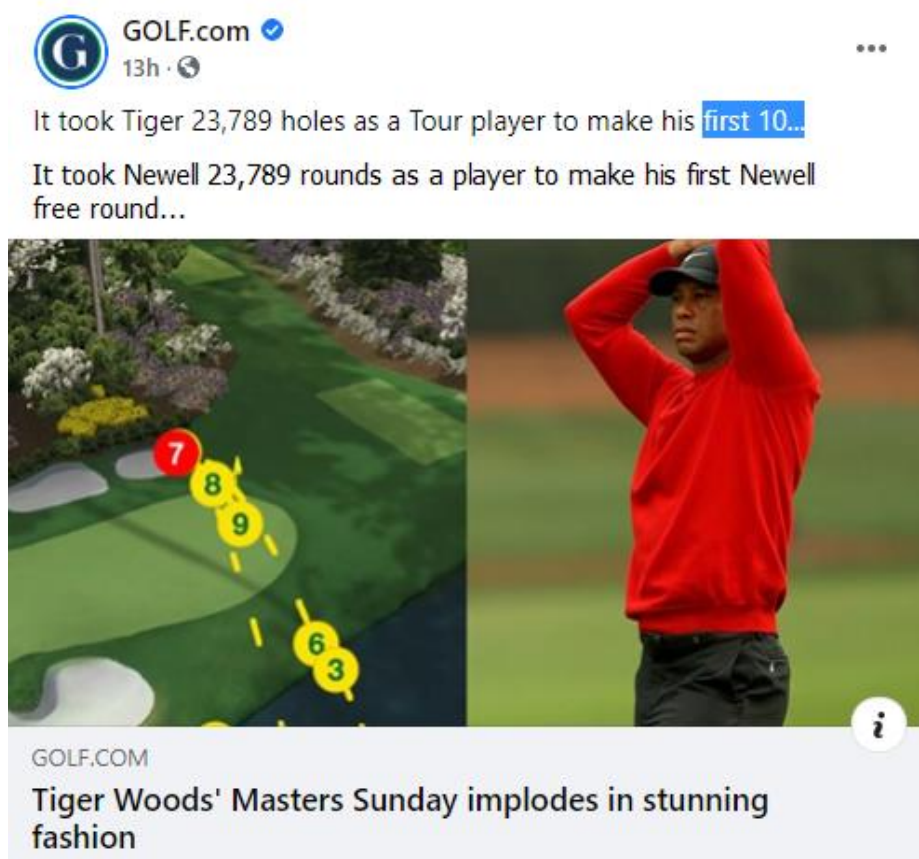 G
GOLF.com
13h ·
It took Tiger 23,789 holes as a Tour player to make his first 10...
It took Newell 23,789 rounds as a player to make his first Newell
free round...
7
8
9
6
3
i
GOLF.COM
Tiger Woods' Masters Sunday implodes in stunning
fashion